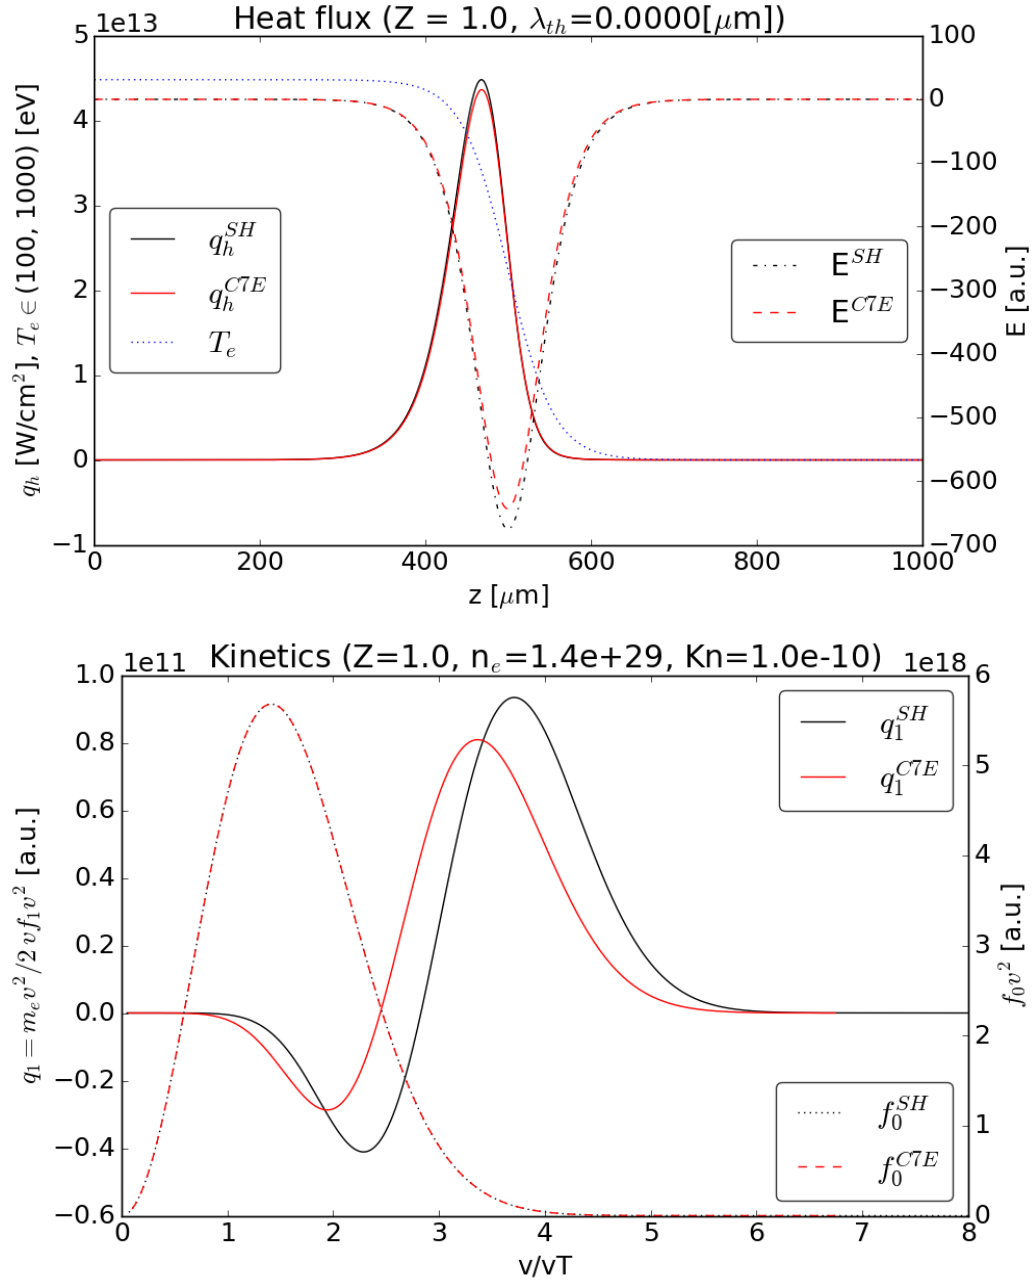 Heat flux (Z = 1.0, λ_th=0.0000[μm])
1e13
5
4
3
2
1
0
−1
q_h [W/cm²], T_e ∈ (100, 1000) [eV]
q_h^SH
q_h^C7E
T_e
E^SH
E^C7E
100
0
−100
−200
−300
−400
−500
−600
−700
E [a.u.]
0 200 400 600 800 1000
z [μm]
Kinetics (Z=1.0, n_e=1.4e+29, Kn=1.0e-10)
1e11
1e18
1.0
0.8
0.6
0.4
0.2
0.0
−0.2
−0.4
−0.6
q_1 = m_e v²/2 v f_1 v² [a.u.]
q_1^SH
q_1^C7E
f_0^SH
f_0^C7E
6
5
4
3
2
1
0
f_0 v² [a.u.]
0 1 2 3 4 5 6 7 8
v/vT